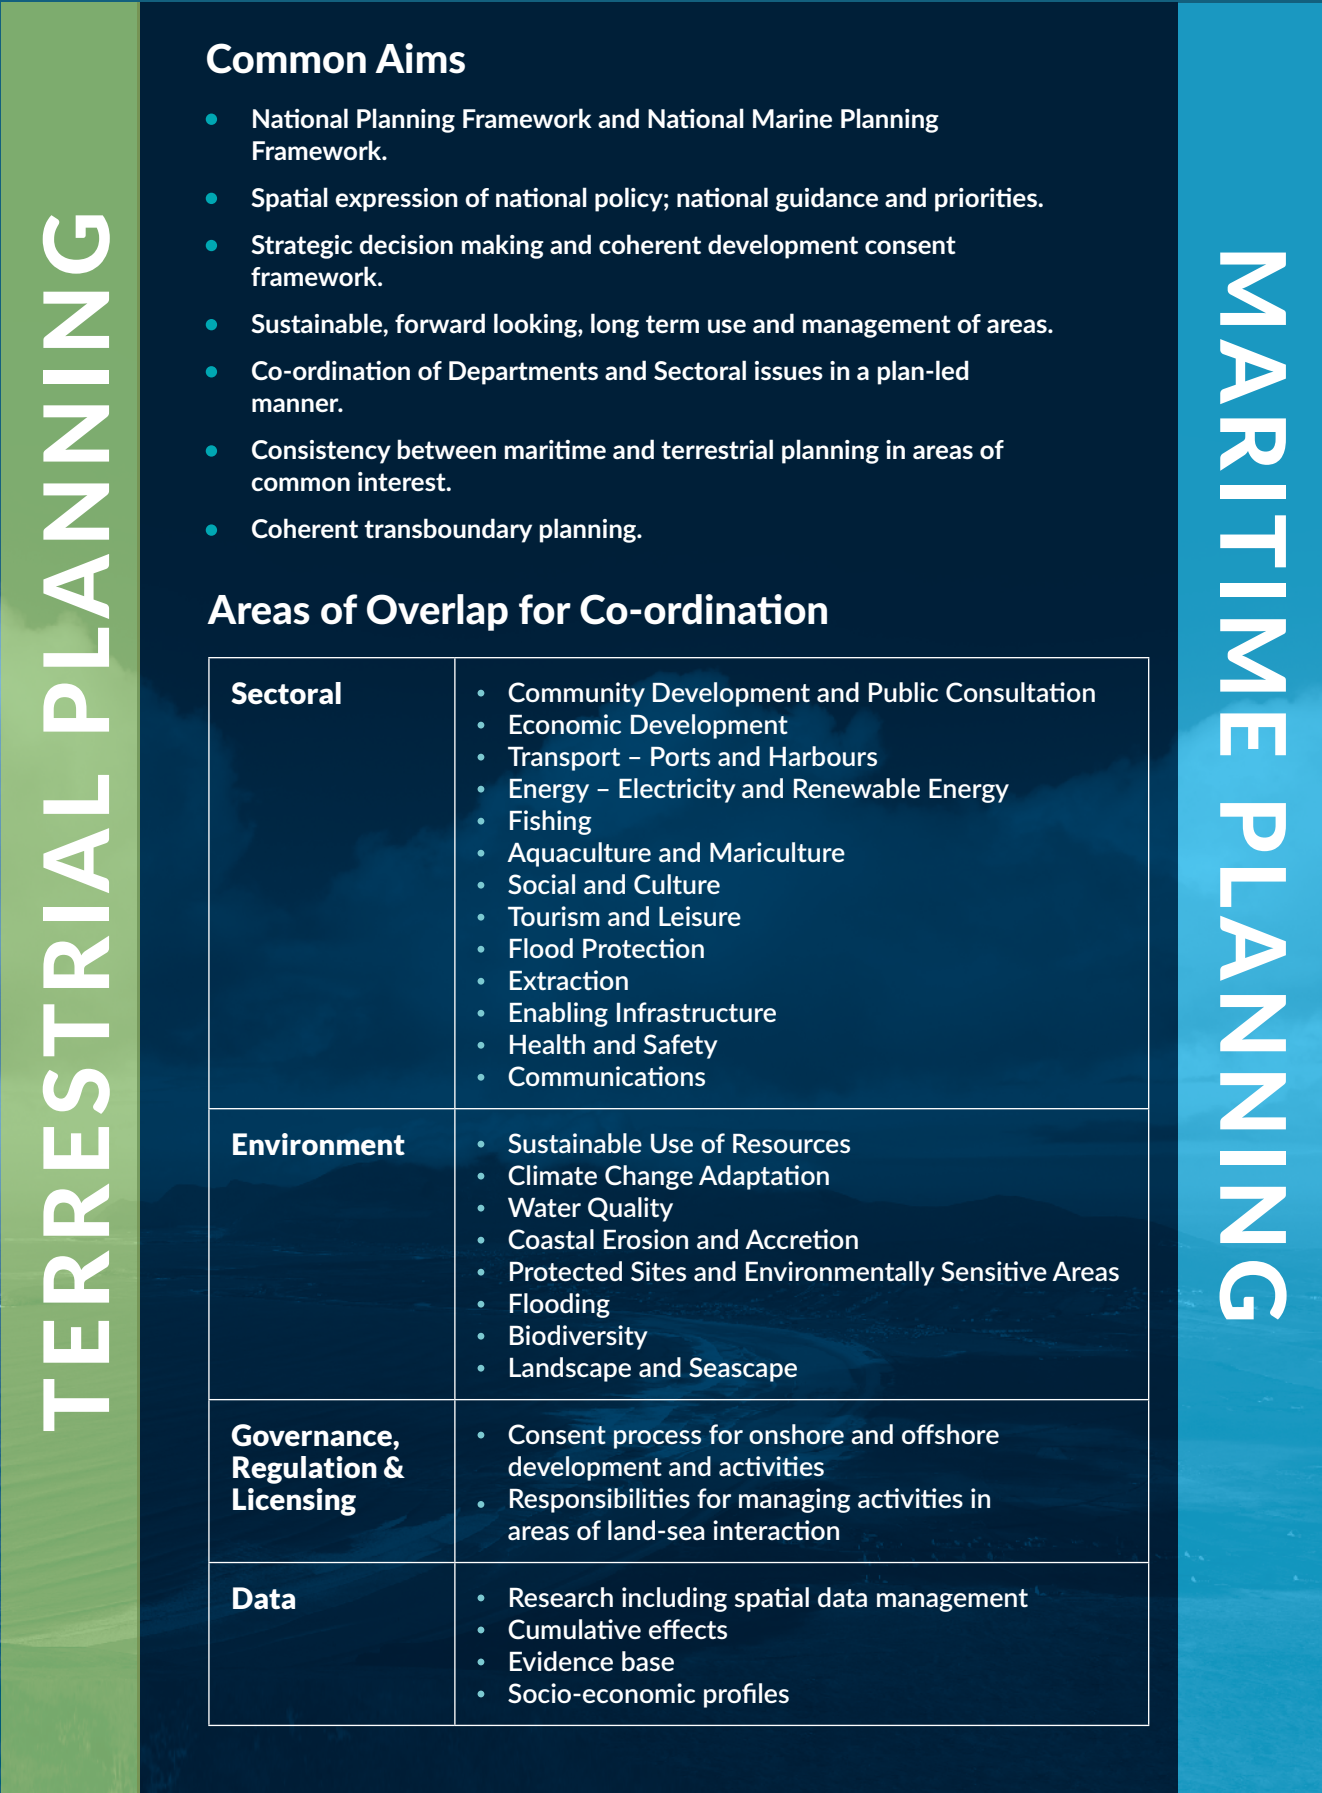 TERRESTRIAL PLANNING
Common Aims
National Planning Framework and National Marine Planning
Framework.
Spatial expression of national policy; national guidance and priorities.
Strategic decision making and coherent development consent
framework.
Sustainable, forward looking, long term use and management of areas.
Co-ordination of Departments and Sectoral issues in a plan-led
manner.
Consistency between maritime and terrestrial planning in areas of
common interest.
Coherent transboundary planning.
Areas of Overlap for Co-ordination
Sectoral
• Community Development and Public Consultation
• Economic Development
• Transport – Ports and Harbours
• Energy – Electricity and Renewable Energy
• Fishing
• Aquaculture and Mariculture
• Social and Culture
• Tourism and Leisure
• Flood Protection
• Extraction
• Enabling Infrastructure
• Health and Safety
• Communications
Environment
• Sustainable Use of Resources
• Climate Change Adaptation
• Water Quality
• Coastal Erosion and Accretion
• Protected Sites and Environmentally Sensitive Areas
• Flooding
• Biodiversity
• Landscape and Seascape
Governance,
Regulation &
Licensing
• Consent process for onshore and offshore
development and activities
• Responsibilities for managing activities in
areas of land-sea interaction
Data
• Research including spatial data management
• Cumulative effects
• Evidence base
• Socio-economic profiles
MARITIME PLANNING